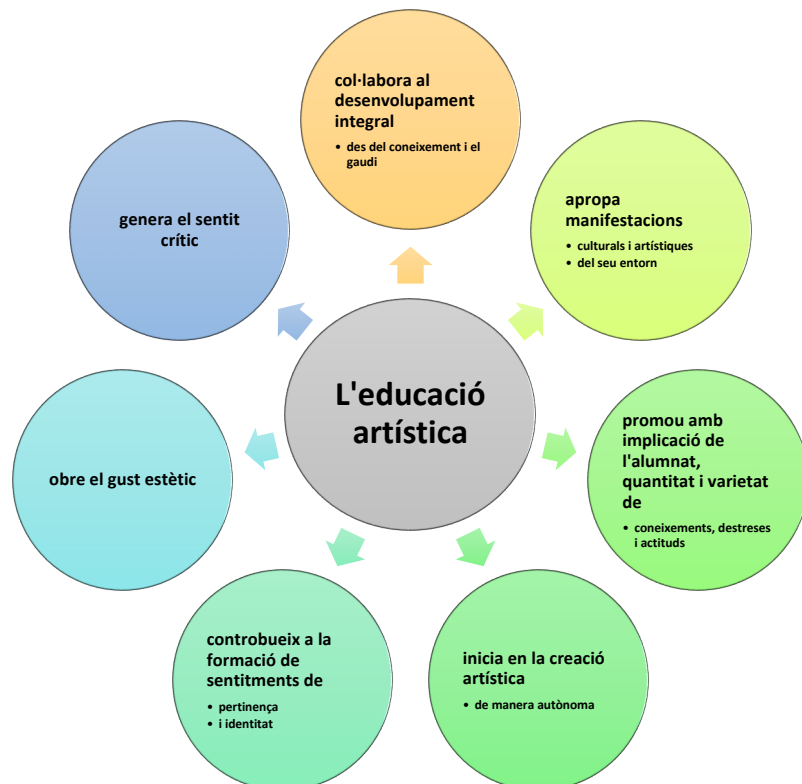 L'educació
artística
col·labora al
desenvolupament
integral
• des del coneixement i el
gaudi
apropa
manifestacions
• culturals i artístiques
• del seu entorn
promou amb
implicació de
l'alumnat,
quantitat i varietat
de
• coneixements, destreses
i actituds
inicia en la creació
artística
• de manera autònoma
controbueix a la
formació de
sentitments de
• pertinença
• i identitat
obre el gust estètic
genera el sentit
crític